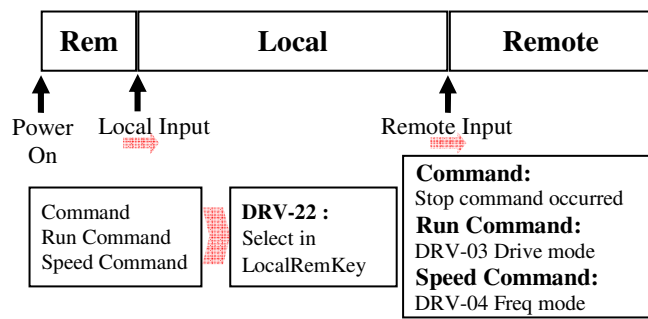 Rem Local Remote
Power On
Local Input
Remote Input
Command
Run Command
Speed Command
DRV-22 :
Select in
LocalRemKey
Command:
Stop command occurred
Run Command:
DRV-03 Drive mode
Speed Command:
DRV-04 Freq mode